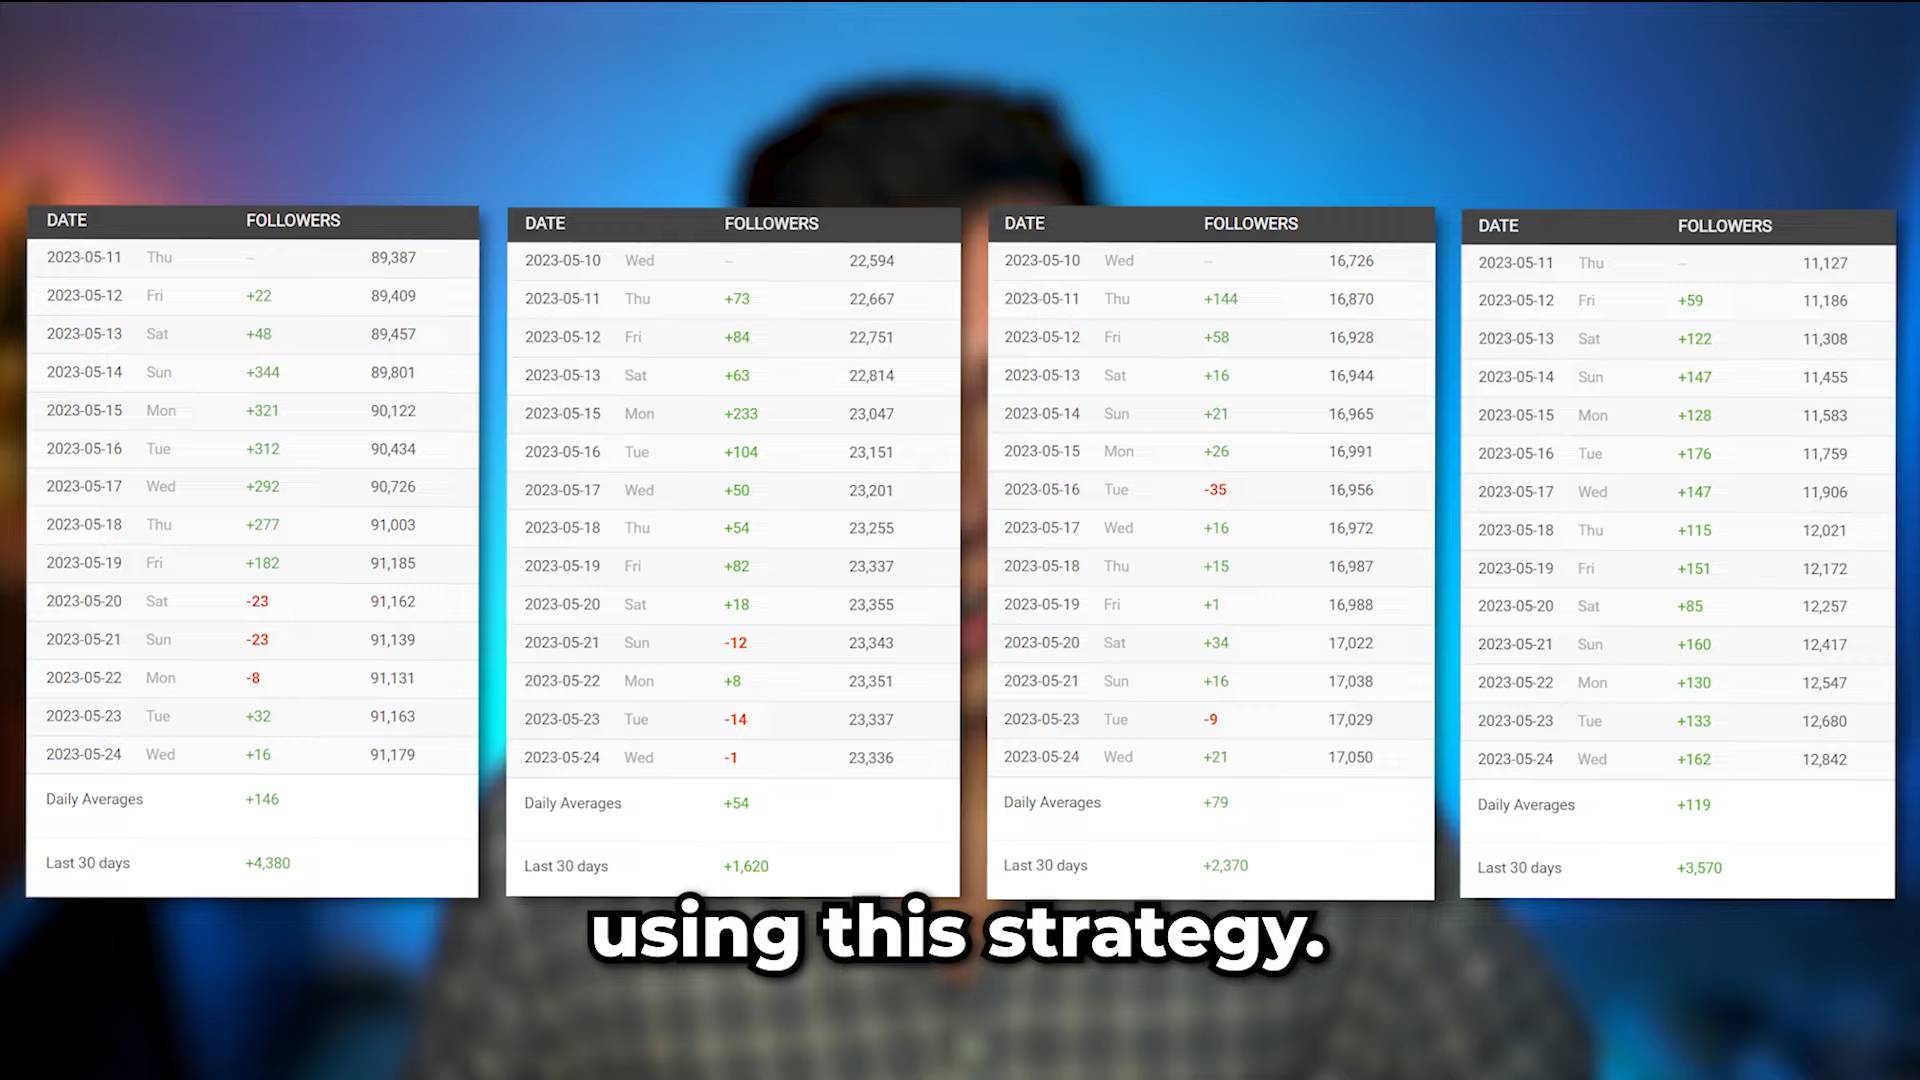 DATE FOLLOWERS
2023-05-11 Thu – 89,387
2023-05-12 Fri +22 89,409
2023-05-13 Sat +48 89,457
2023-05-14 Sun +344 89,801
2023-05-15 Mon +321 90,122
2023-05-16 Tue +312 90,434
2023-05-17 Wed +292 90,726
2023-05-18 Thu +277 91,003
2023-05-19 Fri +182 91,185
2023-05-20 Sat -23 91,162
2023-05-21 Sun -23 91,139
2023-05-22 Mon -8 91,131
2023-05-23 Tue +32 91,163
2023-05-24 Wed +16 91,179
Daily Averages +146
Last 30 days +4,380
DATE FOLLOWERS
2023-05-10 Wed – 22,594
2023-05-11 Thu +73 22,667
2023-05-12 Fri +84 22,751
2023-05-13 Sat +63 22,814
2023-05-15 Mon +233 23,047
2023-05-16 Tue +104 23,151
2023-05-17 Wed +50 23,201
2023-05-18 Thu +54 23,255
2023-05-19 Fri +82 23,337
2023-05-20 Sat +18 23,355
2023-05-21 Sun -12 23,343
2023-05-22 Mon +8 23,351
2023-05-23 Tue -14 23,337
2023-05-24 Wed -1 23,336
Daily Averages +54
Last 30 days +1,620
DATE FOLLOWERS
2023-05-10 Wed – 16,726
2023-05-11 Thu +144 16,870
2023-05-12 Fri +58 16,928
2023-05-13 Sat +16 16,944
2023-05-14 Sun +21 16,965
2023-05-15 Mon +26 16,991
2023-05-16 Tue -35 16,956
2023-05-17 Wed +16 16,972
2023-05-18 Thu +15 16,987
2023-05-19 Fri +1 16,988
2023-05-20 Sat +34 17,022
2023-05-21 Sun +16 17,038
2023-05-23 Tue -9 17,029
2023-05-24 Wed +21 17,050
Daily Averages +79
Last 30 days +2,370
DATE FOLLOWERS
2023-05-11 Thu – 11,127
2023-05-12 Fri +59 11,186
2023-05-13 Sat +122 11,308
2023-05-14 Sun +147 11,455
2023-05-15 Mon +128 11,583
2023-05-16 Tue +176 11,759
2023-05-17 Wed +147 11,906
2023-05-18 Thu +115 12,021
2023-05-19 Fri +151 12,172
2023-05-20 Sat +85 12,257
2023-05-21 Sun +160 12,417
2023-05-22 Mon +130 12,547
2023-05-23 Tue +133 12,680
2023-05-24 Wed +162 12,842
Daily Averages +119
Last 30 days +3,570
using this strategy.